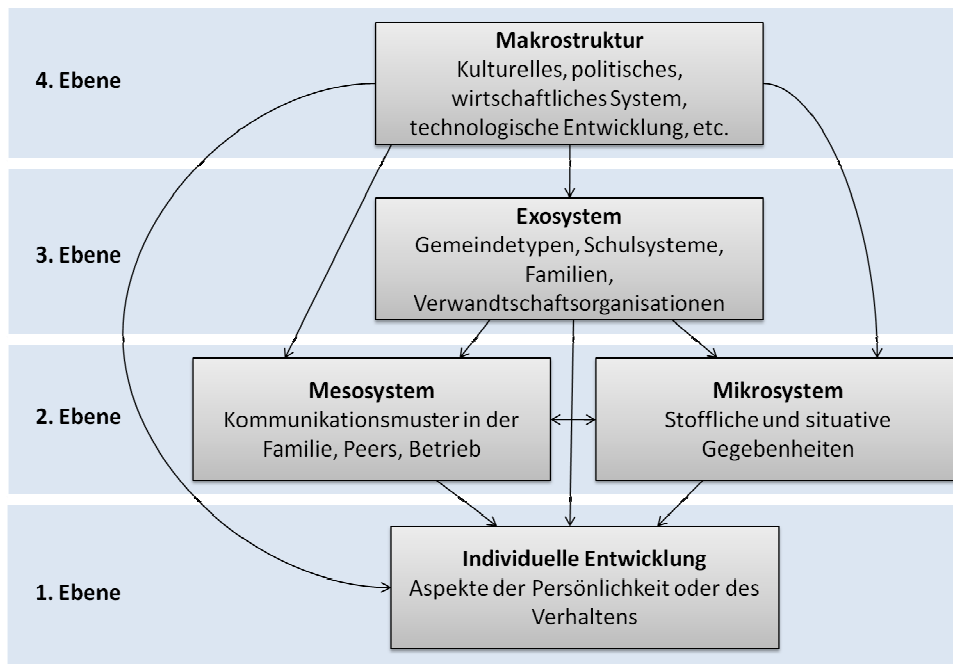 4. Ebene
Makrostruktur
Kulturelles, politisches,
wirtschaftliches System,
technologische Entwicklung, etc.
3. Ebene
Exosystem
Gemeindetypen, Schulsysteme,
Familien,
Verwandtschaftsorganisationen
2. Ebene
Mesosystem
Kommunikationsmuster in der
Familie, Peers, Betrieb
Mikrosystem
Stoffliche und situative
Gegebenheiten
1. Ebene
Individuelle Entwicklung
Aspekte der Persönlichkeit oder des
Verhaltens